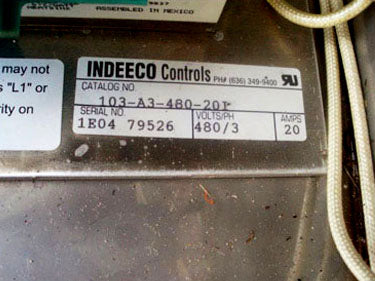 ASSEMBLED IN MEXICO
may not
s "L1" or
rity on
INDEECO Controls PH# (636) 349-9400
CATALOG NO.
103-A3-480-20P
SERIAL NO. VOLTS/PH AMPS
1E04 79526 480/3 20